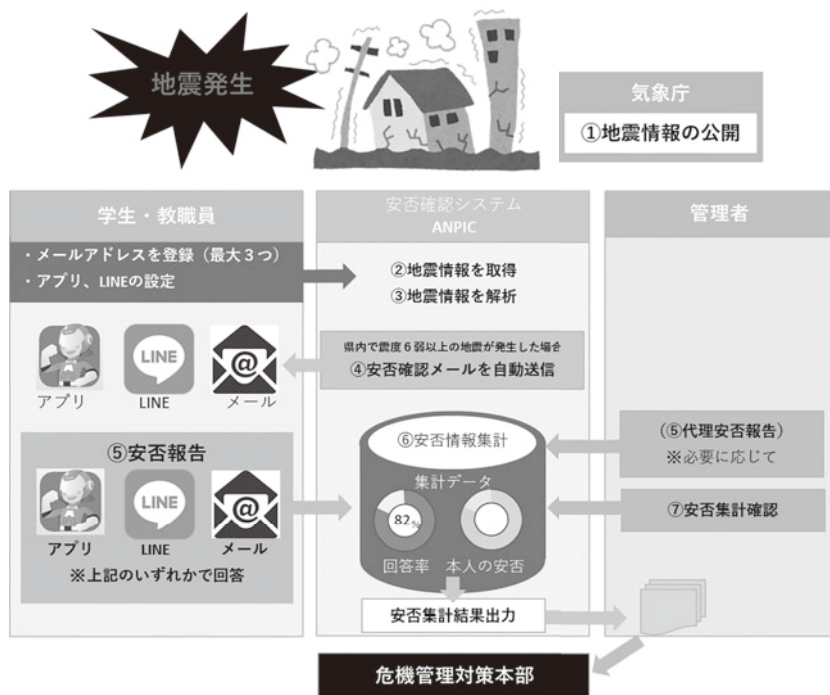 地震発生
気象庁
①地震情報の公開
学生・教職員
・メールアドレスを登録（最大３つ）
・アプリ、LINEの設定
アプリ
LINE
LINE
メール
⑤安否報告
アプリ
LINE
LINE
メール
※上記のいずれかで回答
安否確認システム
ANPIC
②地震情報を取得
③地震情報を解析
県内で震度６弱以上の地震が発生した場合
④安否確認メールを自動送信
⑥安否情報集計
集計データ
82%
回答率
本人の安否
安否集計結果出力
管理者
(⑤代理安否報告)
※必要に応じて
⑦安否集計確認
危機管理対策本部